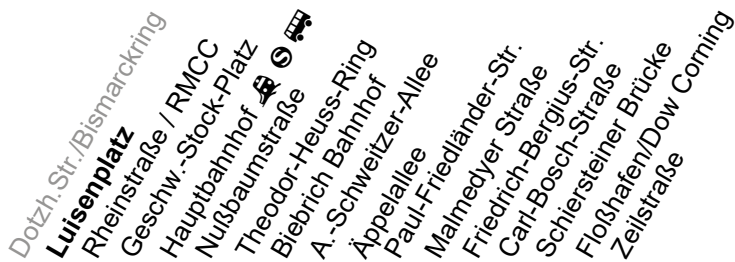 Dotzh.Str./Bismarckring
Luisenplatz
Rheinstraße / RMCC
Geschw.-Stock-Platz
Hauptbahnhof S
Nußbaumstraße
Theodor-Heuss-Ring
Biebrich Bahnhof
A.-Schweitzer-Allee
Äppelallee
Paul-Friedländer-Str.
Malmedyer Straße
Friedrich-Bergius-Str.
Carl-Bosch-Straße
Schiersteiner Brücke
Floßhafen/Dow Corning
Zeilstraße